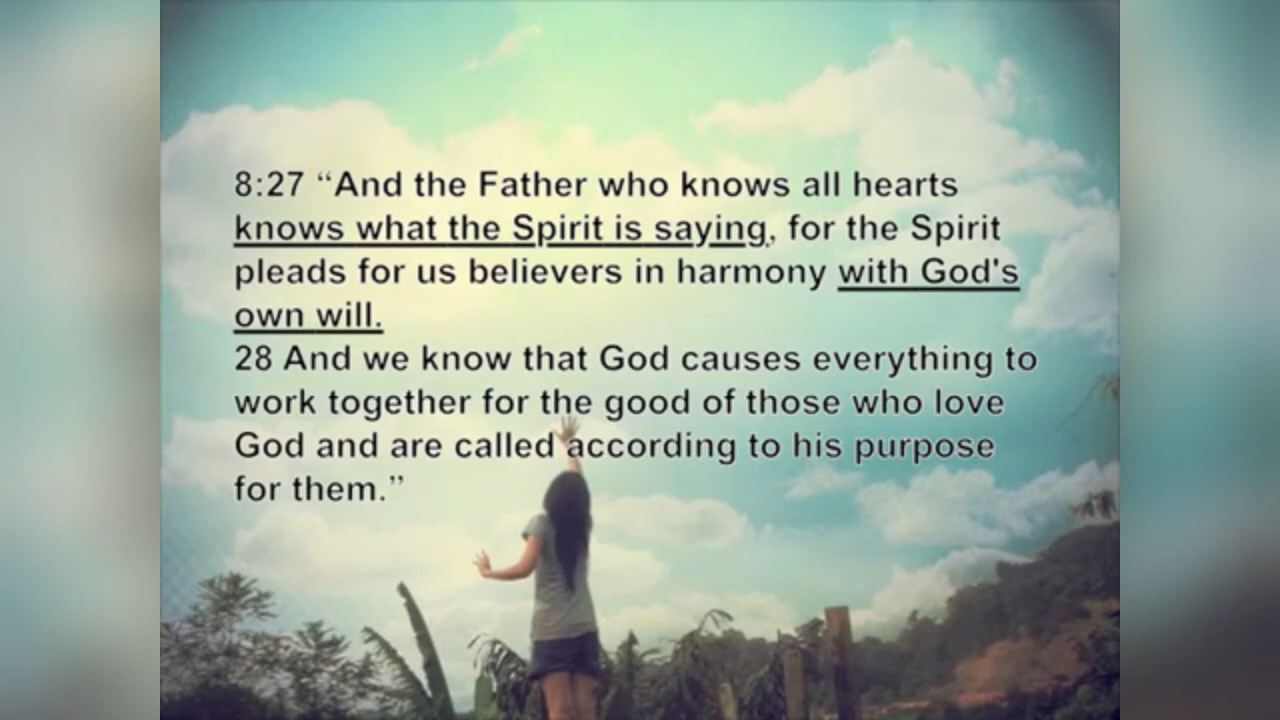 8:27 “And the Father who knows all hearts
knows what the Spirit is saying, for the Spirit
pleads for us believers in harmony with God's
own will.
28 And we know that God causes everything to
work together for the good of those who love
God and are called according to his purpose
for them.”